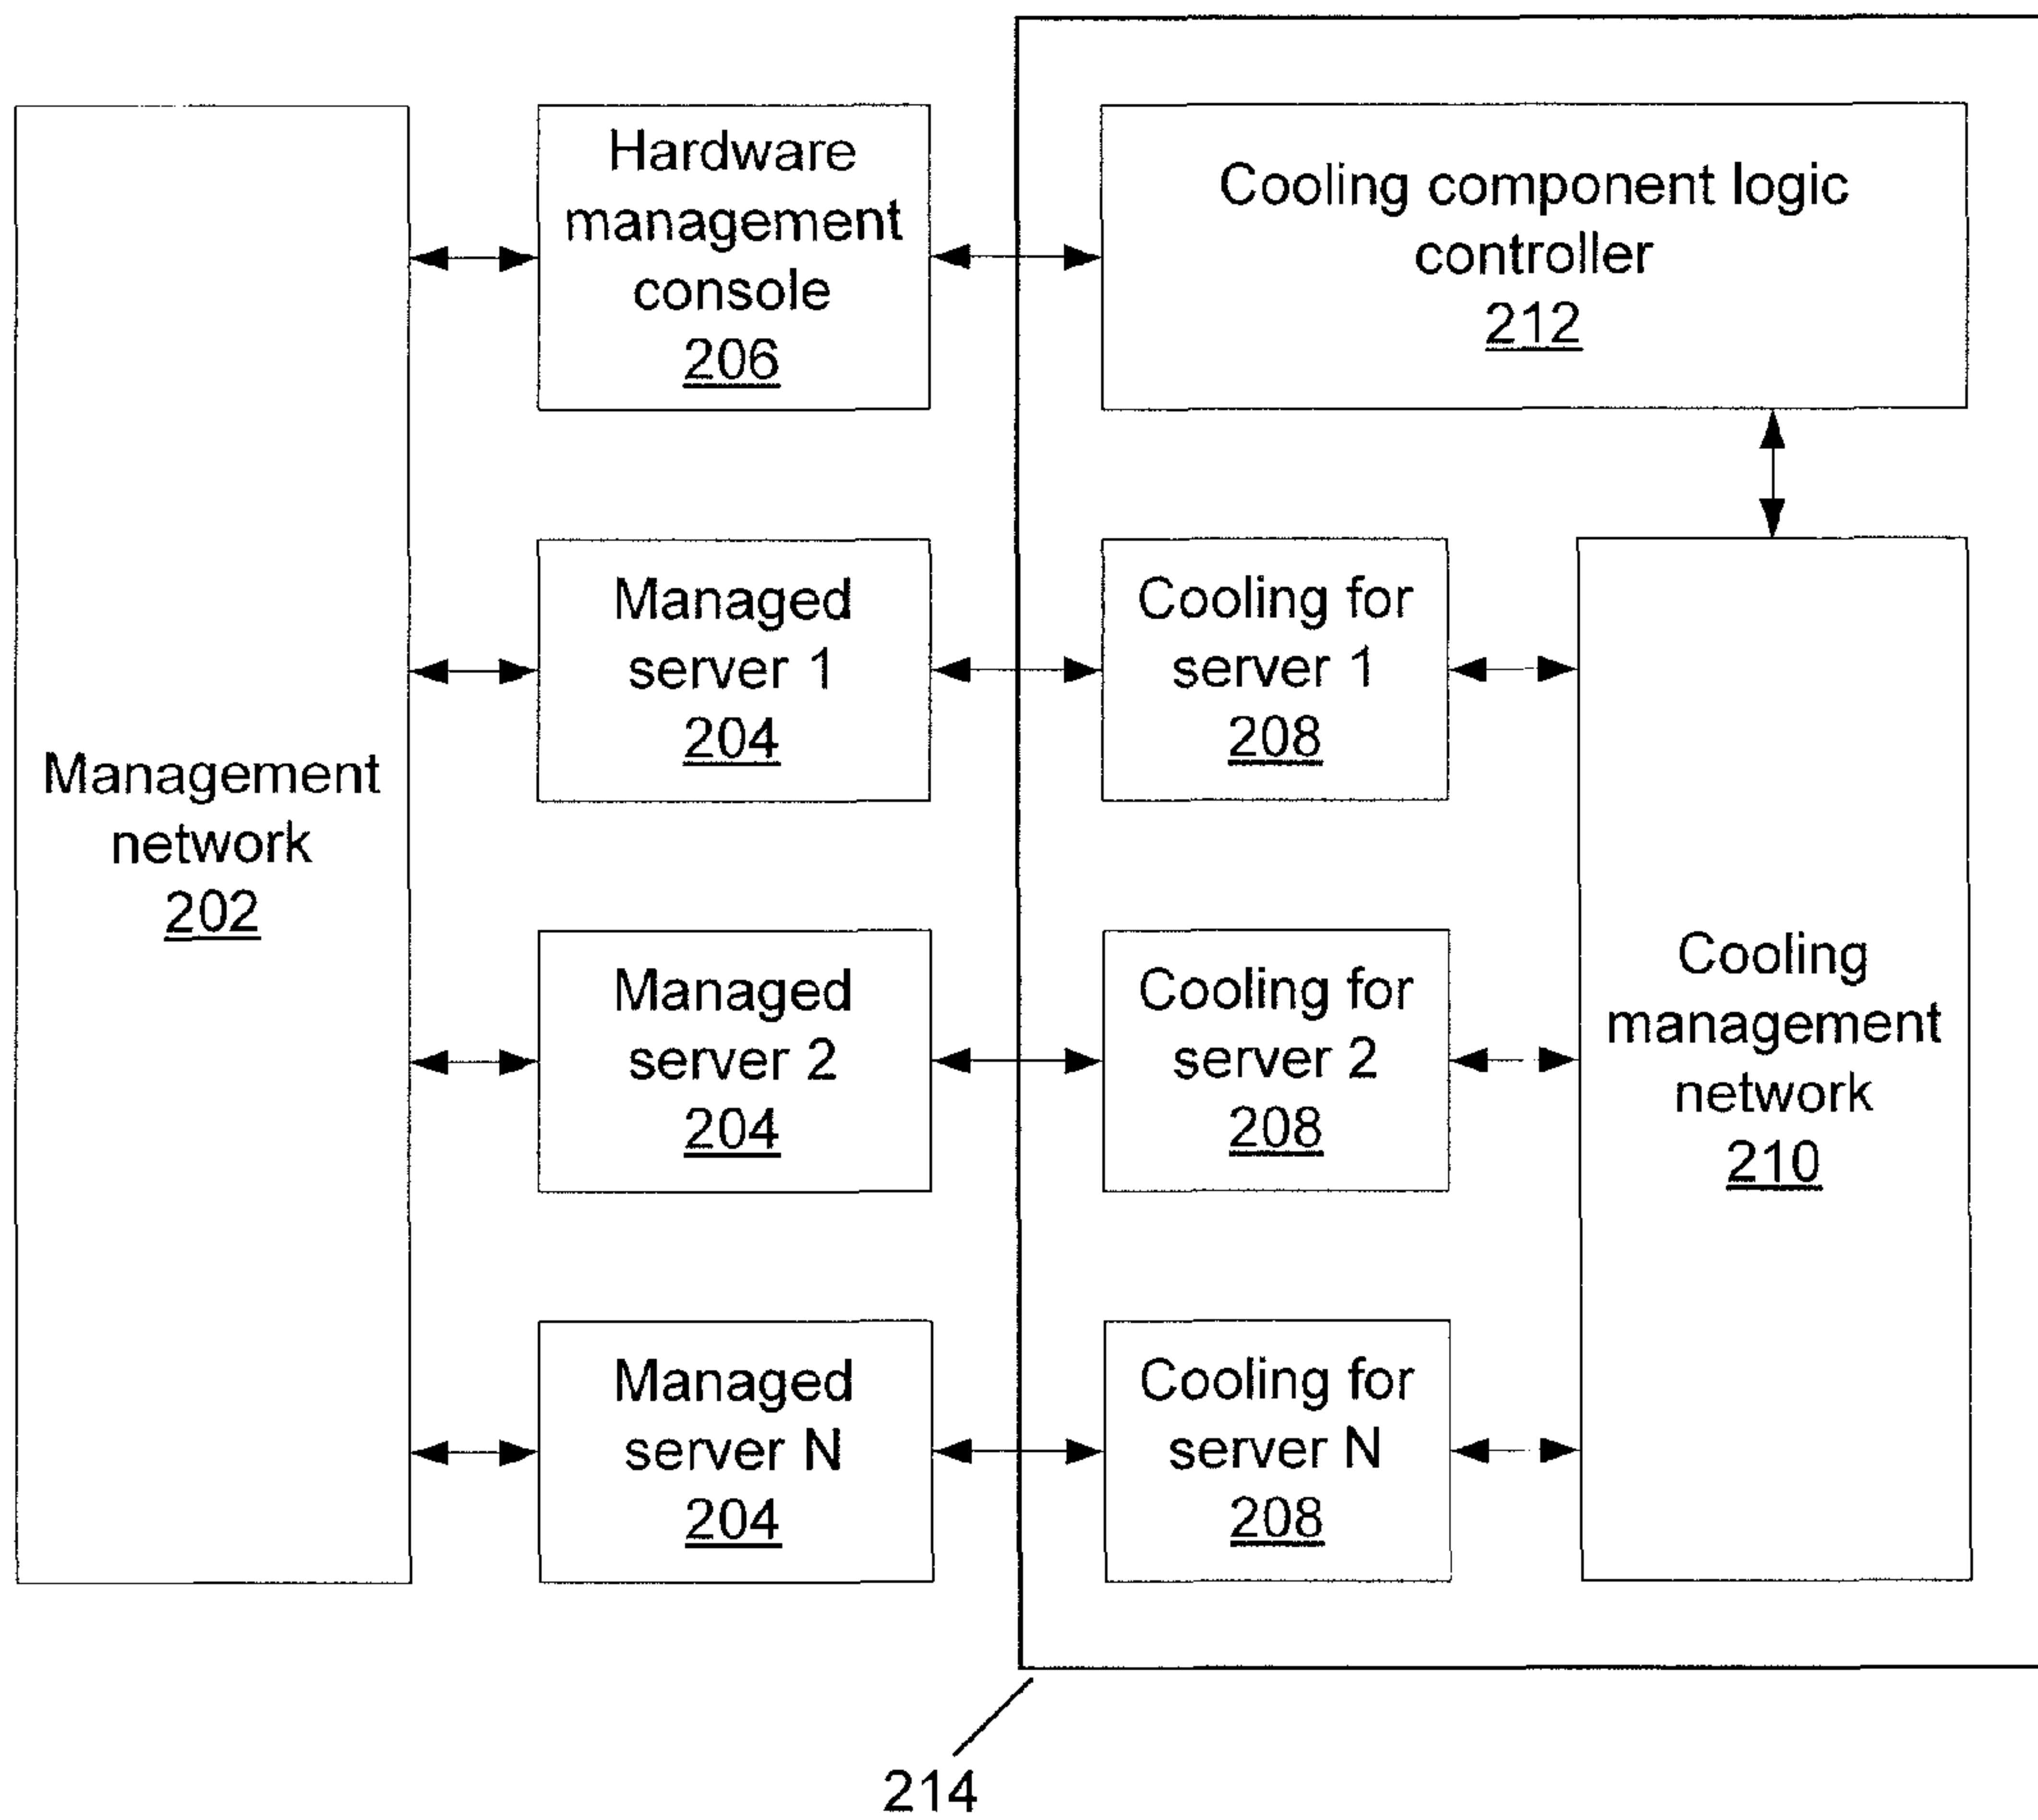 Hardware
management
console
206
Cooling component logic
controller
212
Managed
server 1
204
Cooling for
server 1
208
Management
network
202
Managed
server 2
204
Cooling for
server 2
208
Cooling
management
network
210
Managed
server N
204
Cooling for
server N
208
214